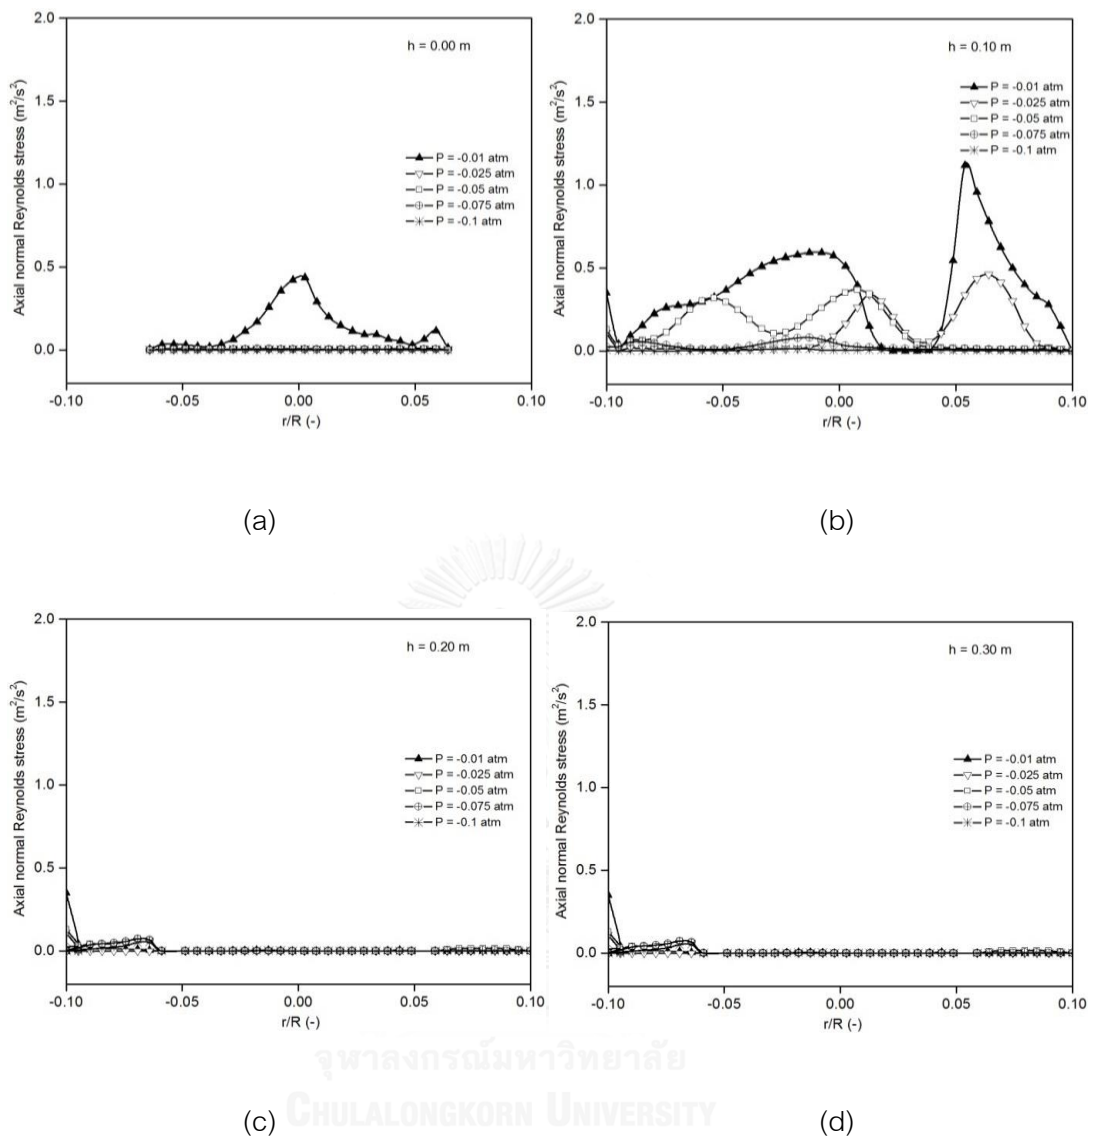 2.0
1.5
1.0
0.5
0.0
Axial normal Reynolds stress (m²/s²)
h = 0.00 m
P = -0.01 atm
P = -0.025 atm
P = -0.05 atm
P = -0.075 atm
P = -0.1 atm
-0.10 -0.05 0.00 0.05 0.10
r/R (-)
(a)
2.0
1.5
1.0
0.5
0.0
Axial normal Reynolds stress (m²/s²)
h = 0.10 m
P = -0.01 atm
P = -0.025 atm
P = -0.05 atm
P = -0.075 atm
P = -0.1 atm
-0.10 -0.05 0.00 0.05 0.10
r/R (-)
(b)
2.0
1.5
1.0
0.5
0.0
Axial normal Reynolds stress (m²/s²)
h = 0.20 m
P = -0.01 atm
P = -0.025 atm
P = -0.05 atm
P = -0.075 atm
P = -0.1 atm
-0.10 -0.05 0.00 0.05 0.10
r/R (-)
(c)
2.0
1.5
1.0
0.5
0.0
Axial normal Reynolds stress (m²/s²)
h = 0.30 m
P = -0.01 atm
P = -0.025 atm
P = -0.05 atm
P = -0.075 atm
P = -0.1 atm
-0.10 -0.05 0.00 0.05 0.10
r/R (-)
(d)
จุฬาลงกรณ์มหาวิทยาลัย
CHULALONGKORN UNIVERSITY